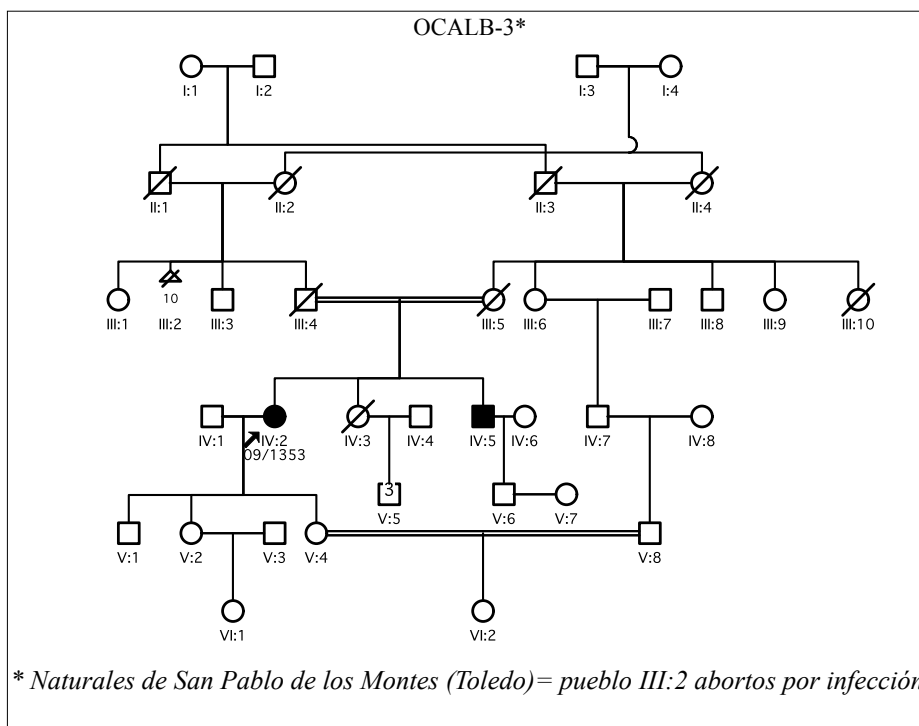 OCALB-3*
I:1 I:2 I:3 I:4
II:1 II:2 II:3 II:4
10
III:1 III:2 III:3 III:4 III:5 III:6 III:7 III:8 III:9 III:10
IV:1 IV:2 IV:3 IV:4 IV:5 IV:6 IV:7 IV:8
09/1353
3
V:5 V:6 V:7
V:1 V:2 V:3 V:4 V:8
VI:1 VI:2
* Naturales de San Pablo de los Montes (Toledo)= pueblo III:2 abortos por infección